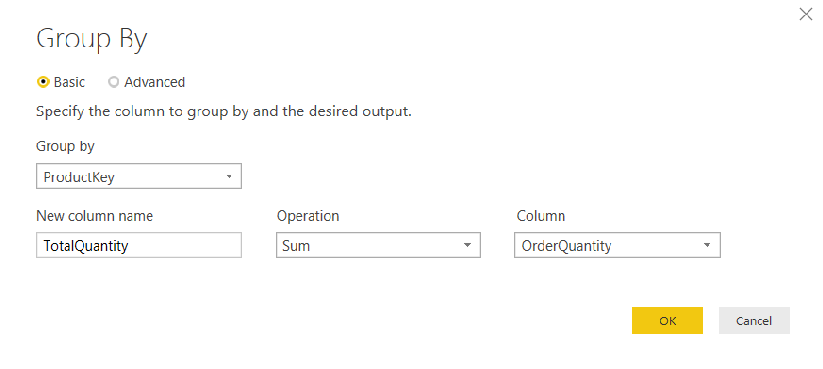 Group By
Basic Advanced
Specify the column to group by and the desired output.
Group by
ProductKey
New column name Operation Column
TotalQuantity Sum OrderQuantity
OK Cancel